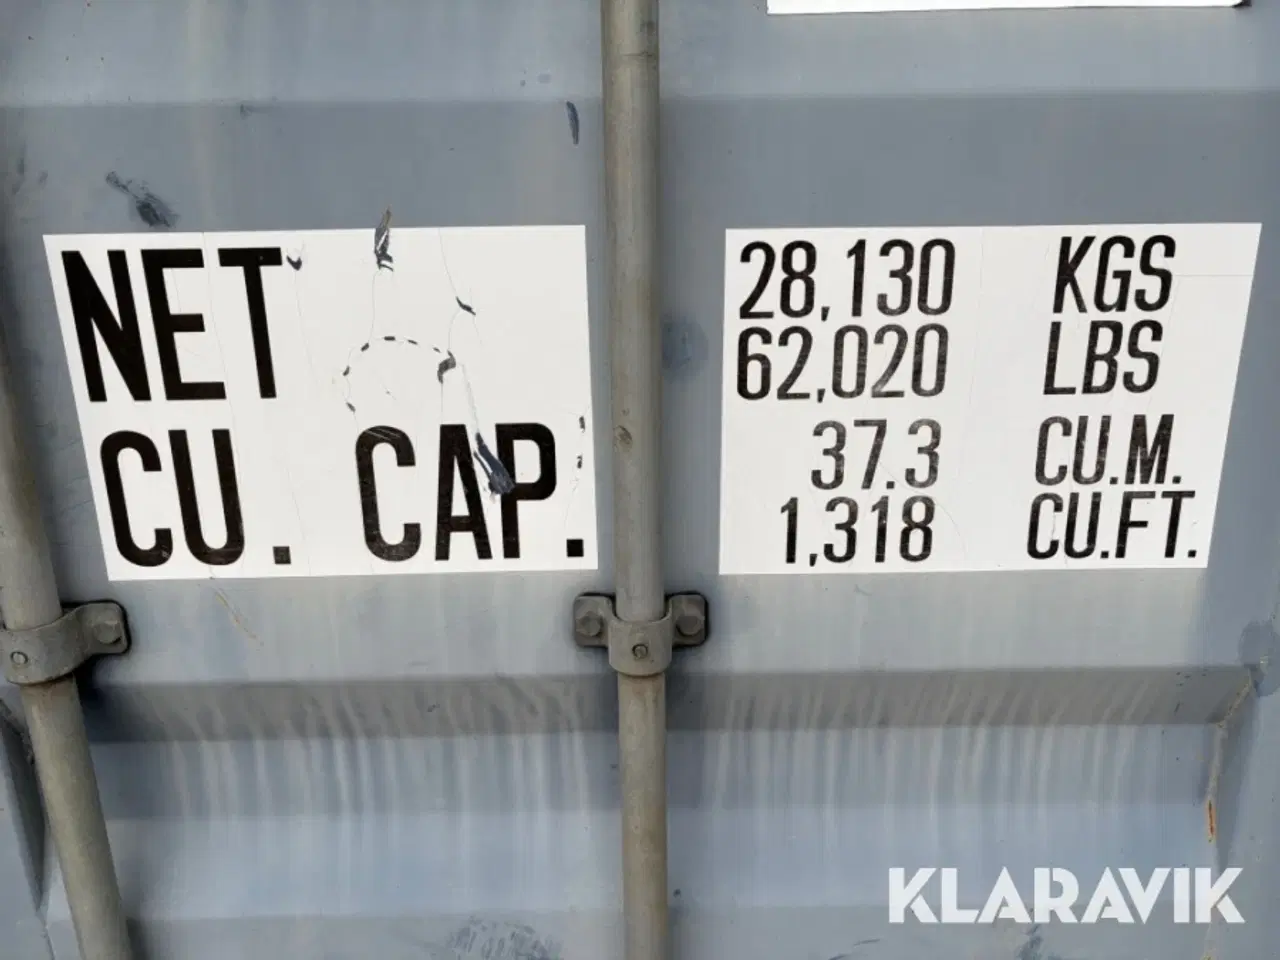 NET 28,130 KGS
62,020 LBS
CU. CAP. 37.3 CU.M.
1,318 CU.FT.
KLARAVIK